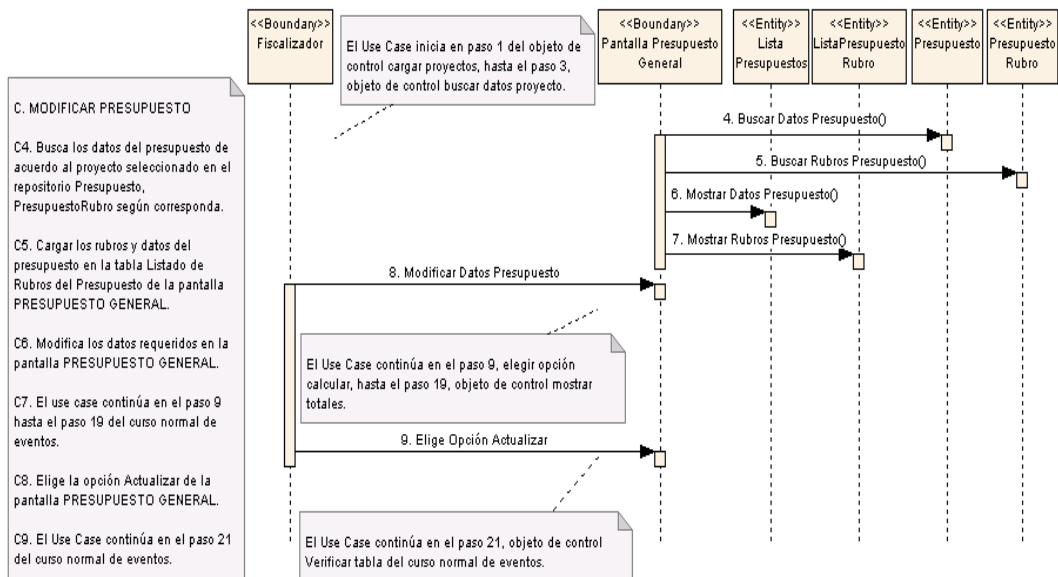 <<Boundary>>
Fiscalizador
<<Boundary>>
Pantalla Presupuesto
General
<<Entity>>
Lista
Presupuestos
<<Entity>>
ListaPresupuesto
Rubro
<<Entity>>
Presupuesto
<<Entity>>
Presupuesto
Rubro
El Use Case inicia en paso 1 del objeto de
control cargar proyectos, hasta el paso 3,
objeto de control buscar datos proyecto.
C. MODIFICAR PRESUPUESTO
C4. Busca los datos del presupuesto de
acuerdo al proyecto seleccionado en el
repositorio Presupuesto,
PresupuestoRubro según corresponda.
C5. Cargar los rubros y datos del
presupuesto en la tabla Listado de
Rubros del Presupuesto de la pantalla
PRESUPUESTO GENERAL.
C6. Modifica los datos requeridos en la
pantalla PRESUPUESTO GENERAL.
C7. El use case continúa en el paso 9
hasta el paso 19 del curso normal de
eventos.
C8. Elige la opción Actualizar de la
pantalla PRESUPUESTO GENERAL.
C9. El Use Case continúa en el paso 21
del curso normal de eventos.
4. Buscar Datos Presupuesto()
5. Buscar Rubros Presupuesto()
6. Mostrar Datos Presupuesto()
7. Mostrar Rubros Presupuesto()
8. Modificar Datos Presupuesto
El Use Case continúa en el paso 9, elegir opción
calcular, hasta el paso 19, objeto de control mostrar
totales.
9. Elige Opción Actualizar
El Use Case continúa en el paso 21, objeto de control
Verificar tabla del curso normal de eventos.